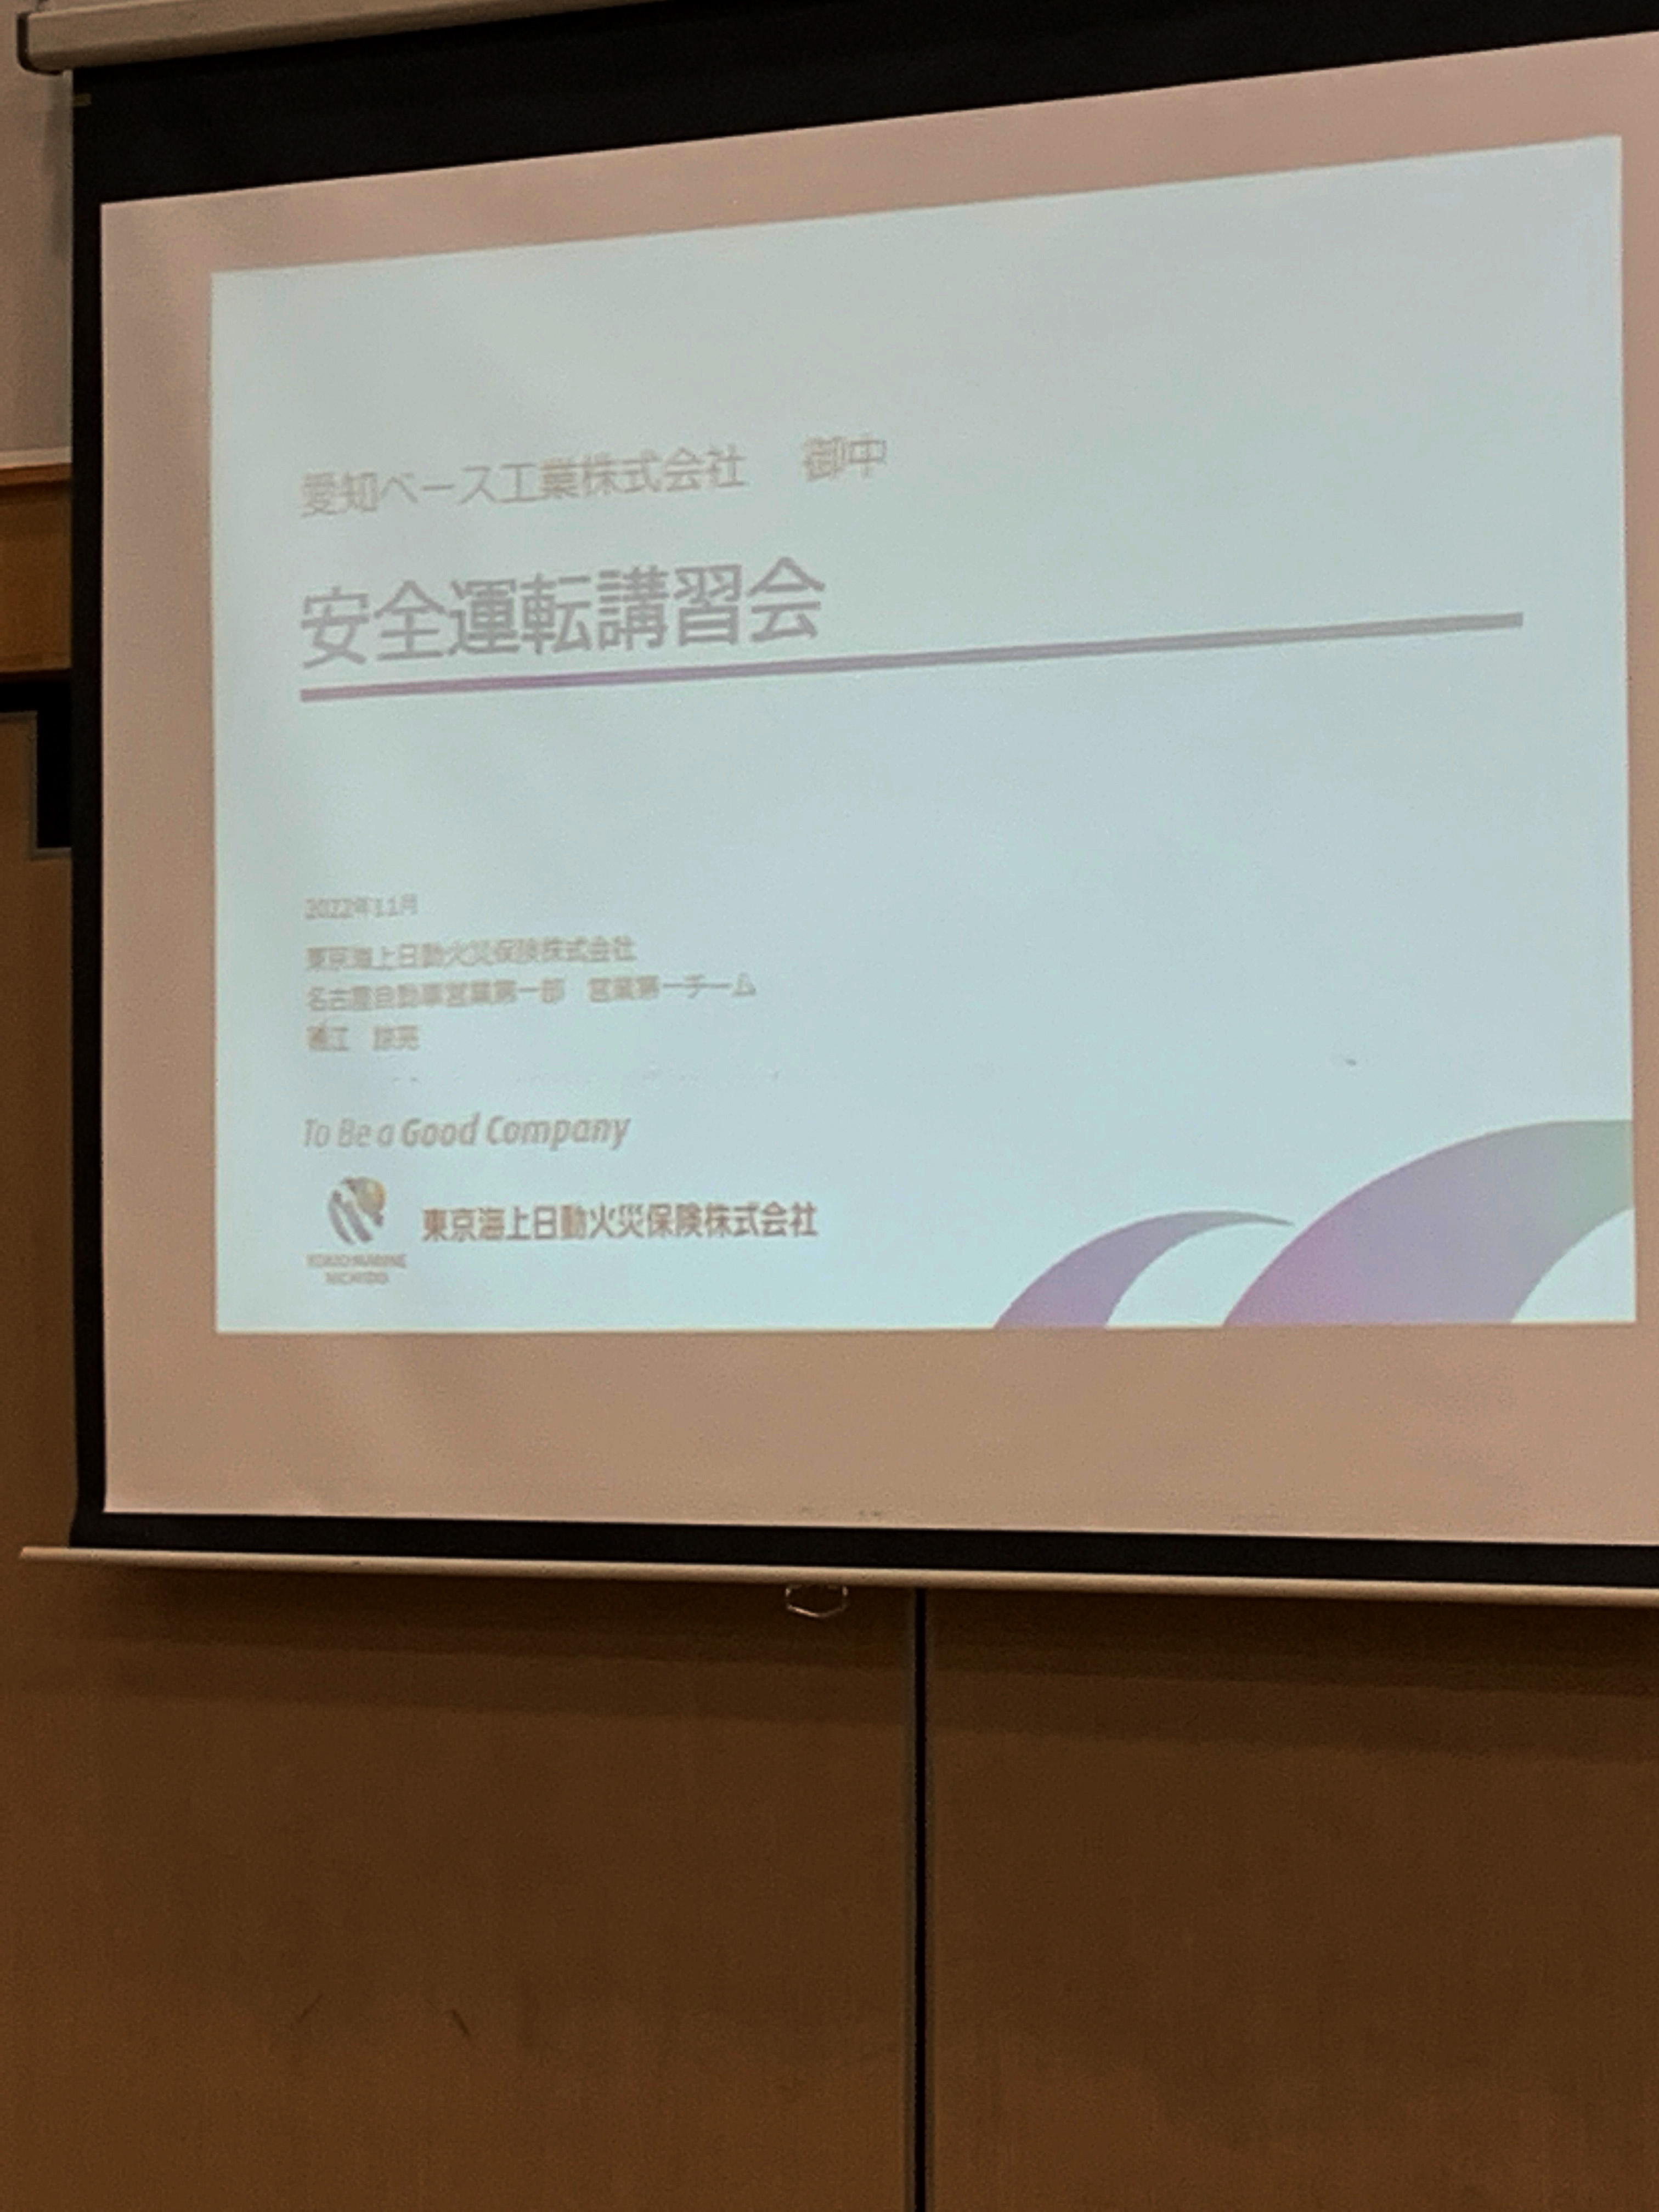 愛知ベース工業株式会社　御中
安全運転講習会
2022年11月
東京海上日動火災保険株式会社
名古屋自動車営業第一部　営業第一チーム
To Be a Good Company
東京海上日動火災保険株式会社
TOKIO MARINE
NICHIDO